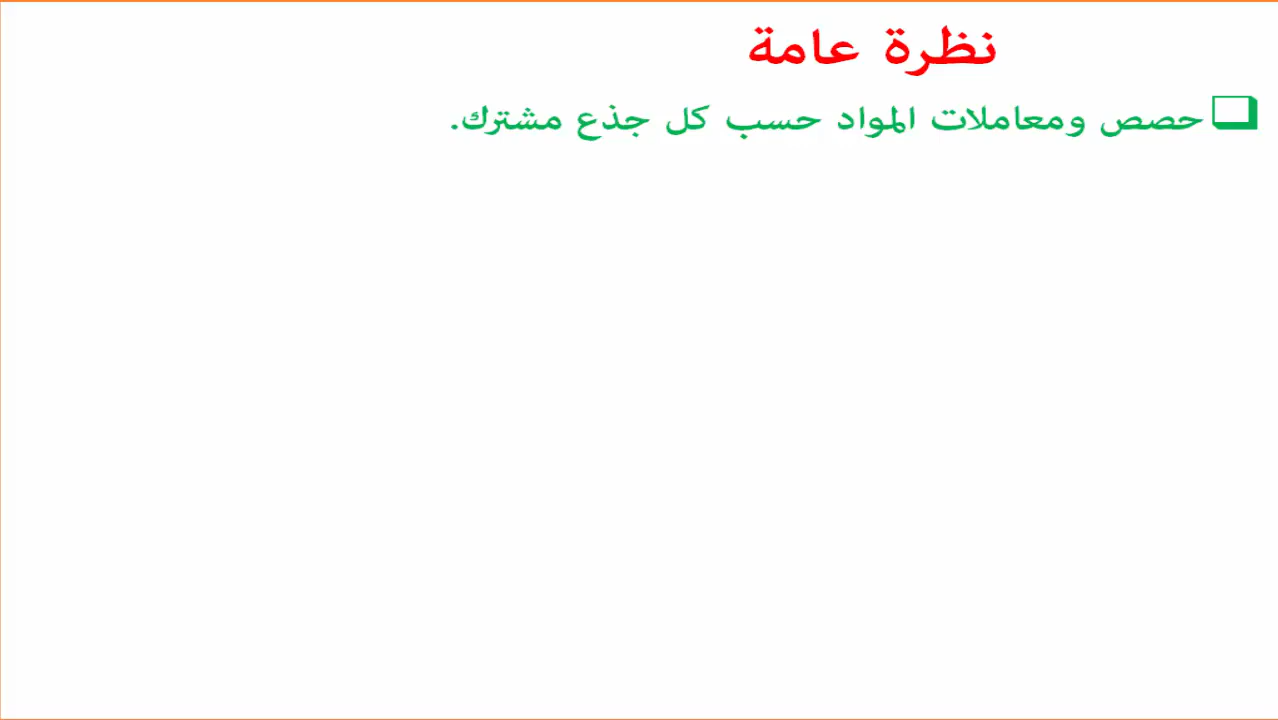 نظرة عامة
حصص ومعاملات المواد حسب كل جذع مشترك.